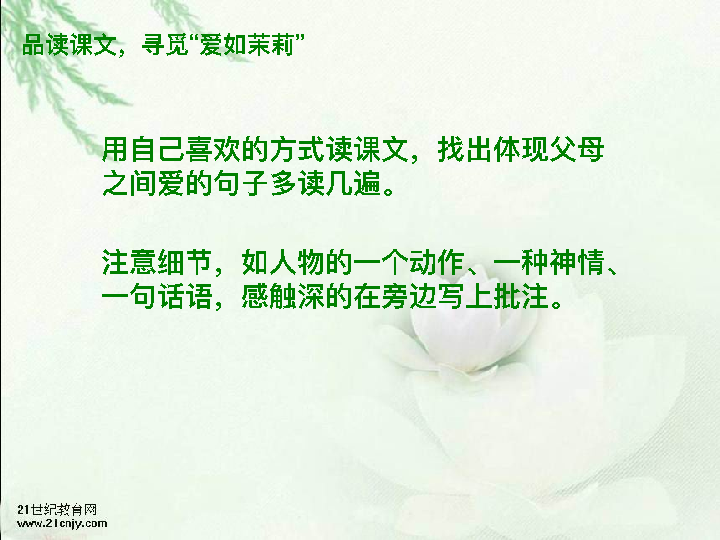 品读课文，寻觅“爱如茉莉”
用自己喜欢的方式读课文，找出体现父母
之间爱的句子多读几遍。
注意细节，如人物的一个动作、一种神情、
一句话语，感触深的在旁边写上批注。
21世纪教育网
www.21cnjy.com